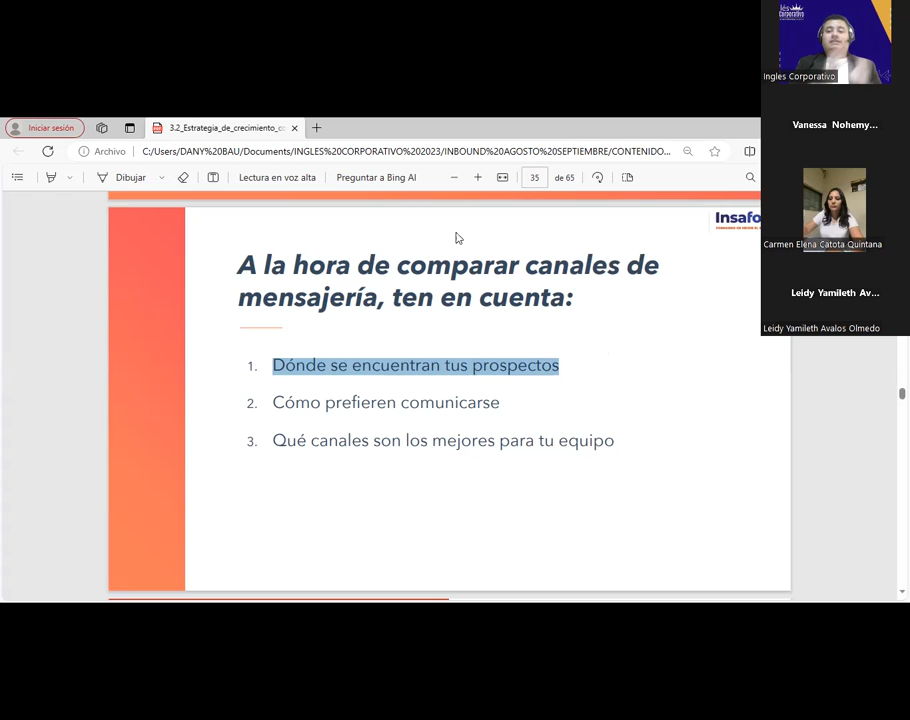 lés
Corporativo
Ingles Corporativo
Vanessa Nohemy...
Carmen Elena Catota Quintana
Leidy Yamileth Av...
Leidy Yamileth Avalos Olmedo
Iniciar sesión
3.2_Estrategia_de_crecimiento_co
Archivo
C:/Users/DANY%20BAU/Documents/INGLES%20CORPORATIVO%202023/INBOUND%20AGOSTO%20SEPTIEMBRE/CONTENIDO...
Dibujar
Lectura en voz alta
Preguntar a Bing AI
35
de 65
Insafo
A la hora de comparar canales de
mensajería, ten en cuenta:
1. Dónde se encuentran tus prospectos
2. Cómo prefieren comunicarse
3. Qué canales son los mejores para tu equipo